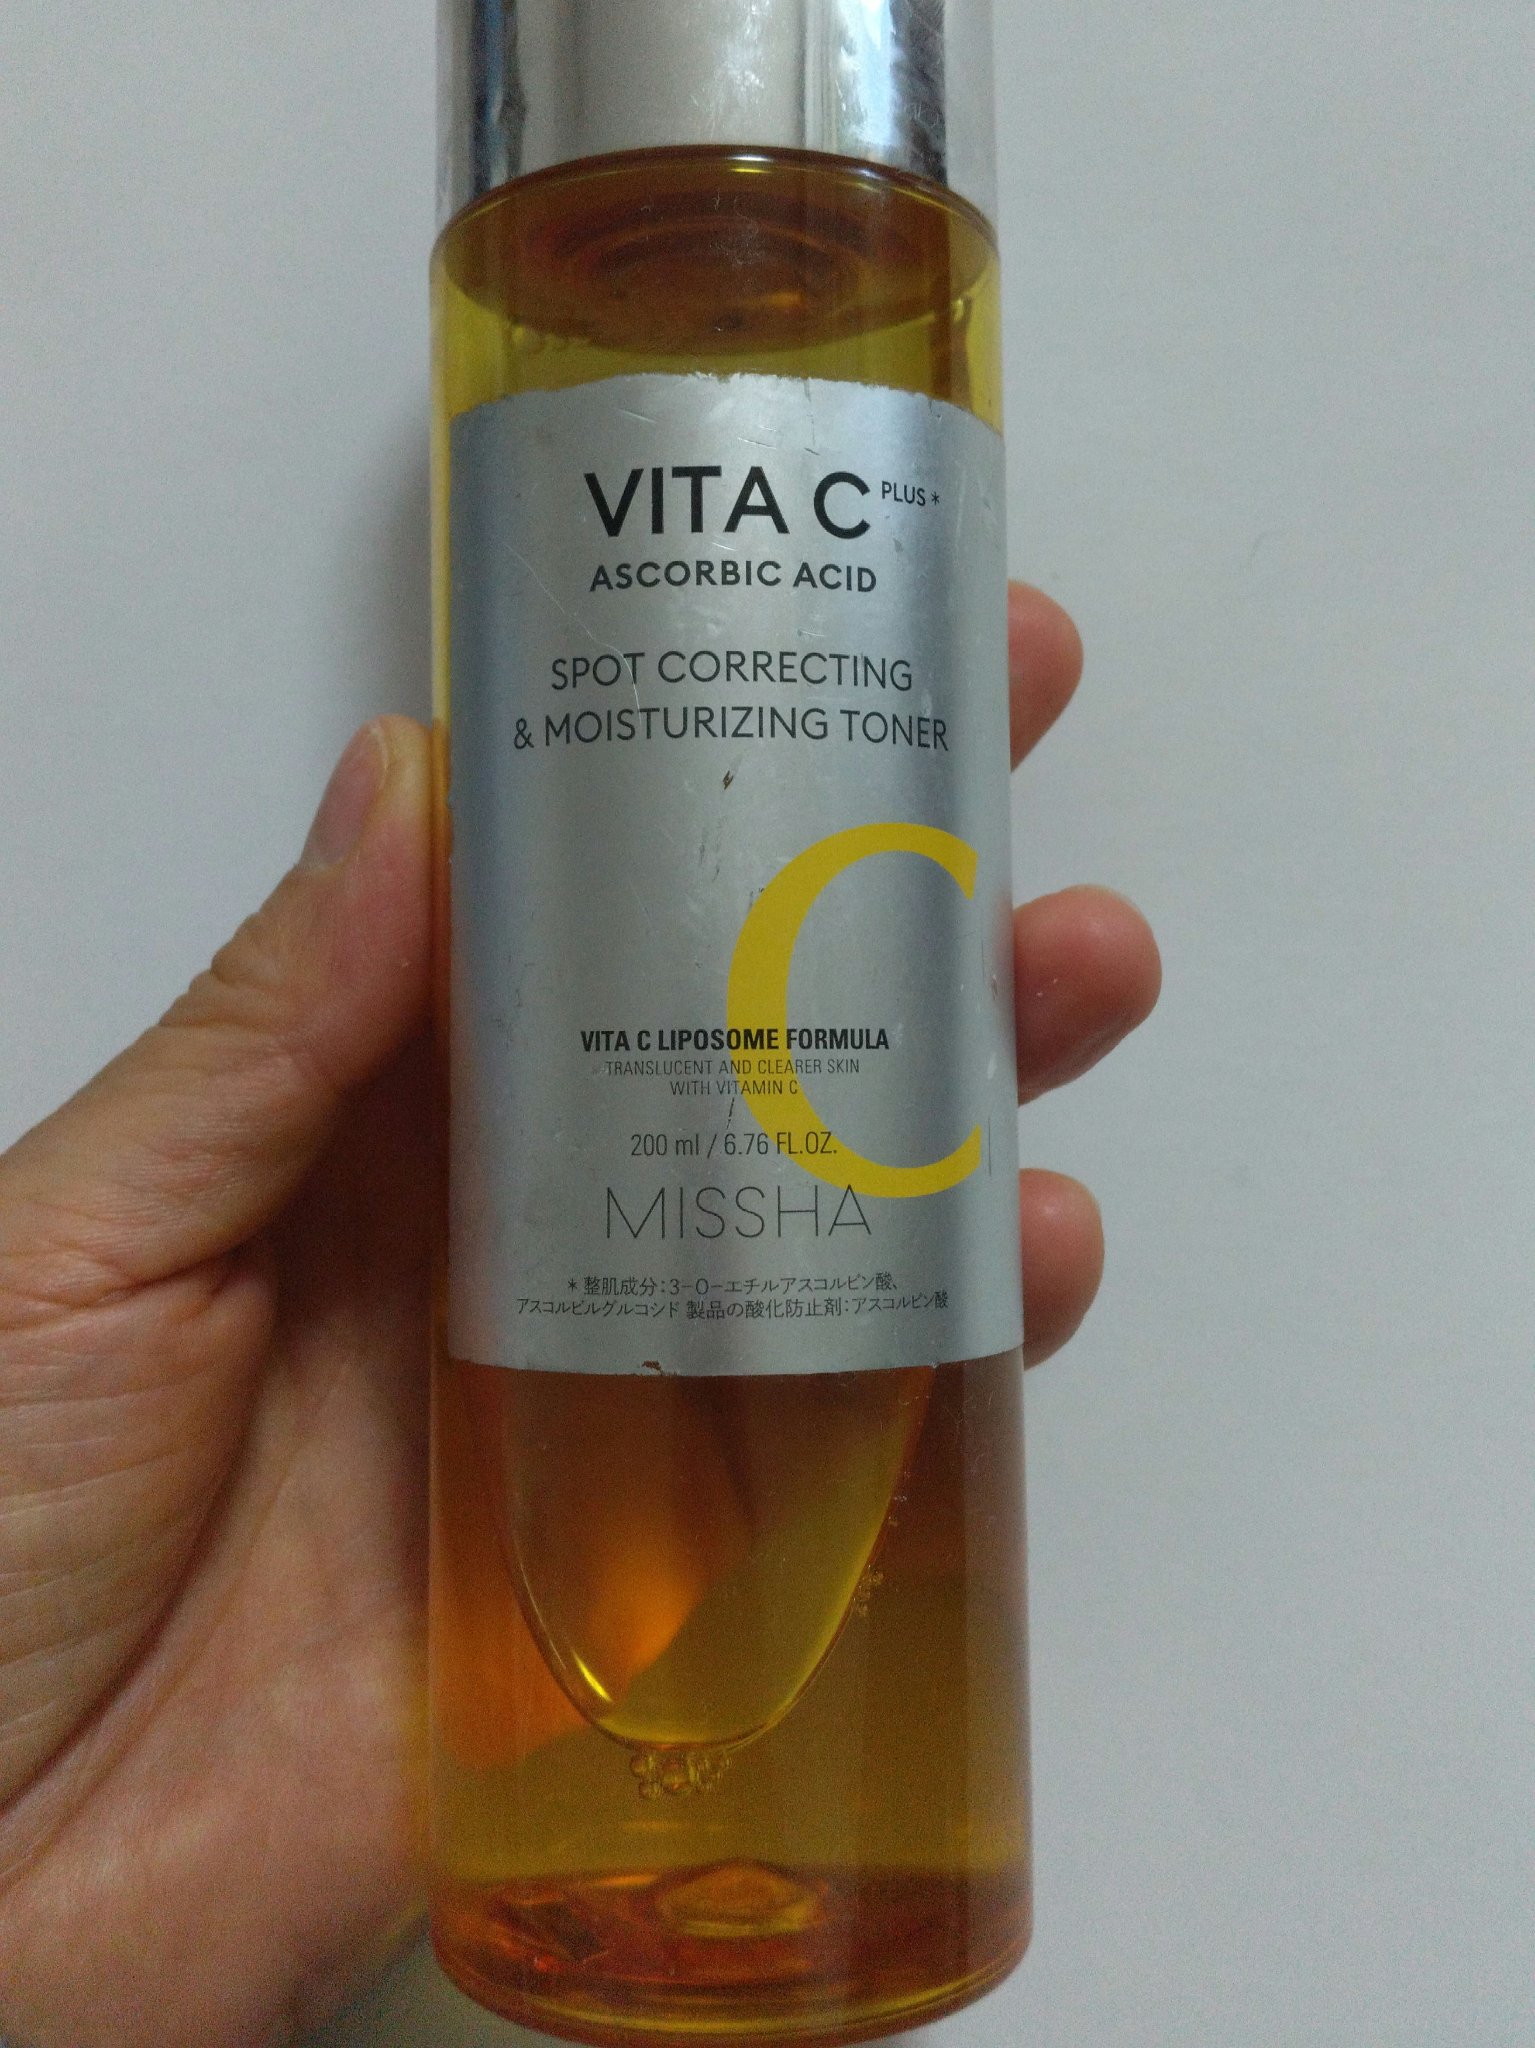 VITA C PLUS*
ASCORBIC ACID
SPOT CORRECTING
& MOISTURIZING TONER
C
VITA C LIPOSOME FORMULA
TRANSLUCENT AND CLEARER SKIN
WITH VITAMIN C
200 ml / 6.76 FL.OZ.
MISSHA
*整肌成分:3-O-エチルアスコルビン酸、
アスコルビルグルコシド 製品の酸化防止剤:アスコルビン酸